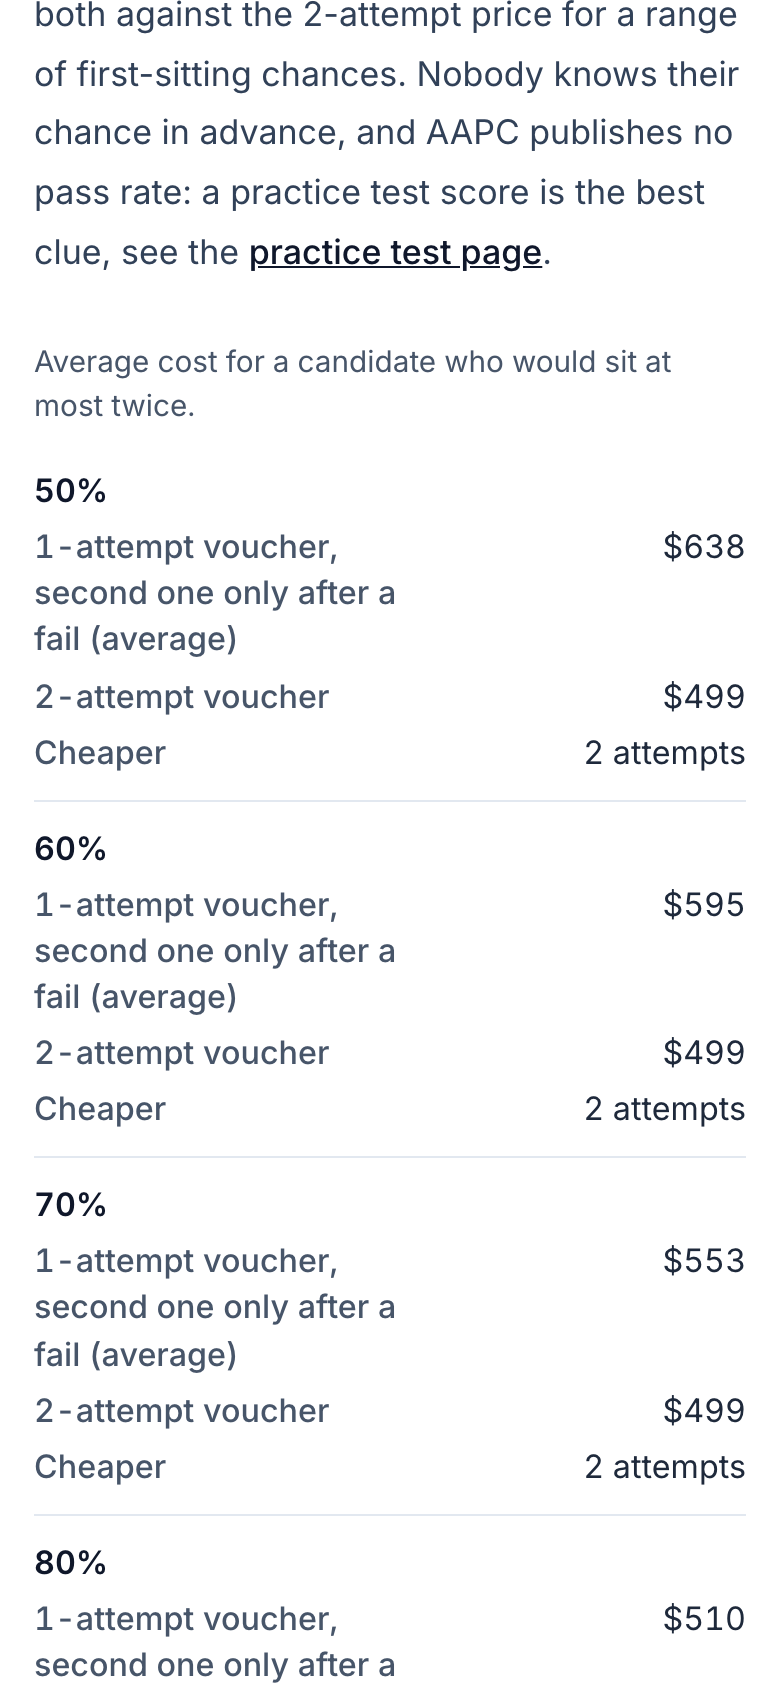 both against the 2-attempt price for a range
of first-sitting chances. Nobody knows their
chance in advance, and AAPC publishes no
pass rate: a practice test score is the best
clue, see the practice test page.
Average cost for a candidate who would sit at
most twice.
50%
1-attempt voucher, $638
second one only after a
fail (average)
2-attempt voucher $499
Cheaper 2 attempts
60%
1-attempt voucher, $595
second one only after a
fail (average)
2-attempt voucher $499
Cheaper 2 attempts
70%
1-attempt voucher, $553
second one only after a
fail (average)
2-attempt voucher $499
Cheaper 2 attempts
80%
1-attempt voucher, $510
second one only after a